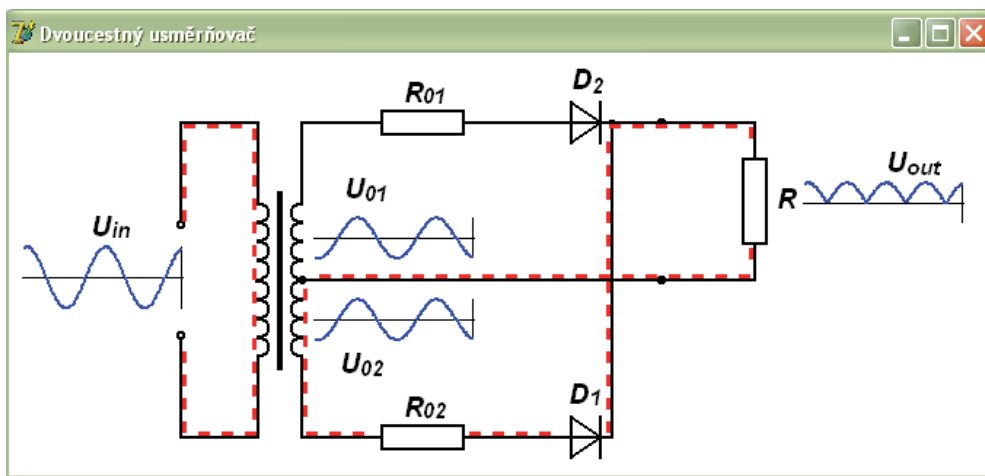 Dvoucestný usměrňovač
D2
R01
Uout
U01
R
Uin
U02
D1
R02